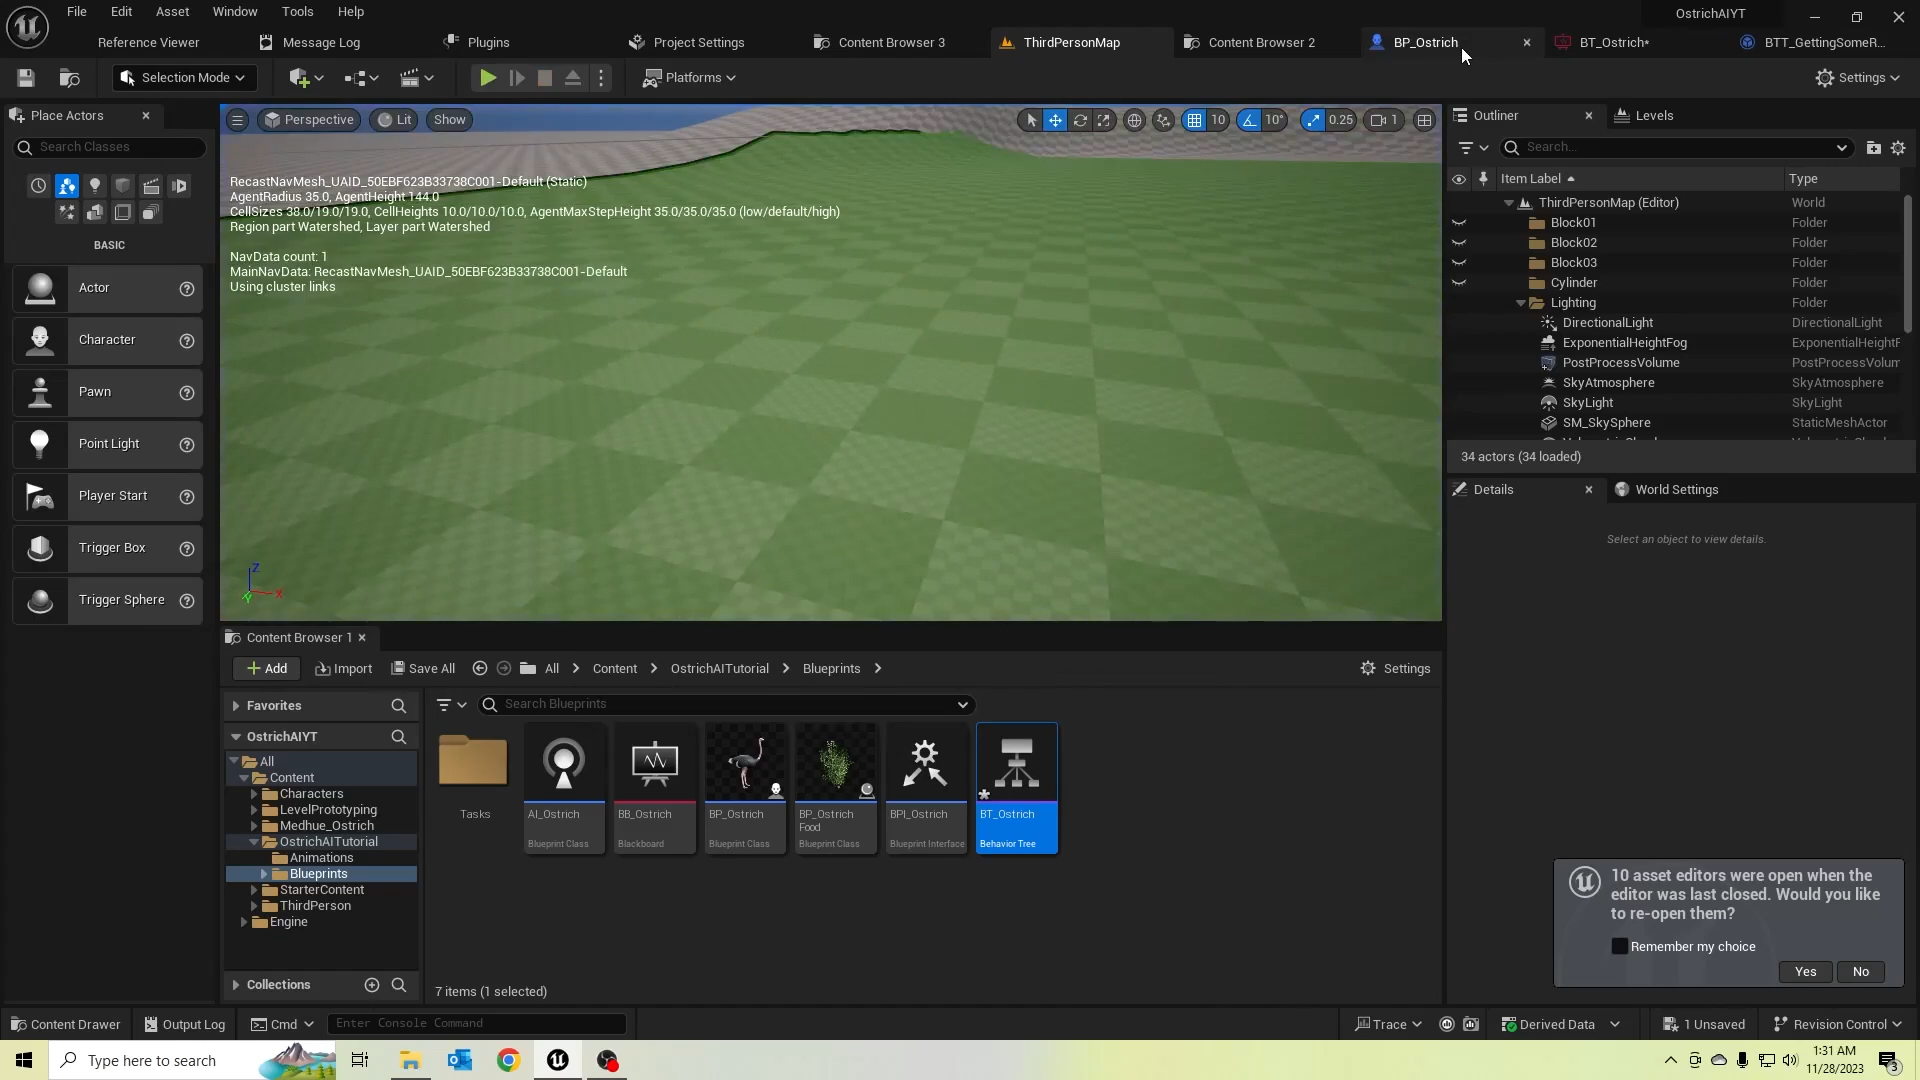 File Edit Asset Window Tools Help
OstrichAIYT
Reference Viewer Message Log Plugins Project Settings Content Browser 3 ThirdPersonMap Content Browser 2 BP_Ostrich BT_Ostrich* BTT_GettingSomeR...
Selection Mode Platforms Settings
Place Actors
Search Classes
BASIC
Actor
Character
Pawn
Point Light
Player Start
Trigger Box
Trigger Sphere
Perspective Lit Show 10 10° 0.25 1
RecastNavMesh_UAID_50EBF623B33738C001-Default (Static)
AgentRadius 35.0, AgentHeight 144.0
CellSizes 38.0/19.0/19.0, CellHeights 10.0/10.0/10.0, AgentMaxStepHeight 35.0/35.0/35.0 (low/default/high)
Region part Watershed, Layer part Watershed
NavData count: 1
MainNavData: RecastNavMesh_UAID_50EBF623B33738C001-Default
Using cluster links
Z
X
Y
Outliner Levels
Search...
Item Label Type
ThirdPersonMap (Editor) World
Block01 Folder
Block02 Folder
Block03 Folder
Cylinder Folder
Lighting Folder
DirectionalLight DirectionalLight
ExponentialHeightFog ExponentialHeightF
PostProcessVolume PostProcessVolum
SkyAtmosphere SkyAtmosphere
SkyLight SkyLight
SM_SkySphere StaticMeshActor
34 actors (34 loaded)
Details World Settings
Select an object to view details.
Content Browser 1
Add Import Save All All Content OstrichAITutorial Blueprints Settings
Favorites
OstrichAIYT
All
Content
Characters
LevelPrototyping
Medhue_Ostrich
OstrichAITutorial
Animations
Blueprints
StarterContent
ThirdPerson
Engine
Collections
Search Blueprints
Tasks
AI_Ostrich
Blueprint Class
BB_Ostrich
Blackboard
BP_Ostrich
Blueprint Class
BP_Ostrich
Food
Blueprint Class
BPI_Ostrich
Blueprint Interface
BT_Ostrich
Behavior Tree
7 items (1 selected)
10 asset editors were open when the
editor was last closed. Would you like
to re-open them?
Remember my choice
Yes No
Content Drawer Output Log Cmd Enter Console Command Trace Derived Data 1 Unsaved Revision Control
Type here to search
1:31 AM
11/28/2023
3